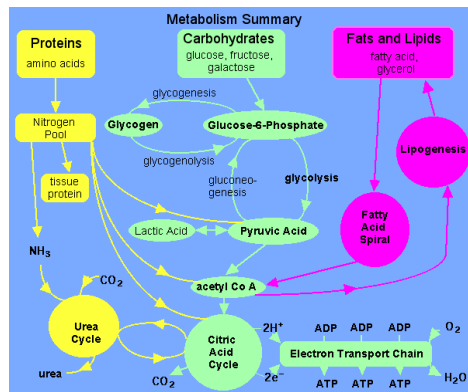 Metabolism Summary
Proteins
amino acids
Carbohydrates
glucose, fructose,
galactose
Fats and Lipids
fatty acid,
glycerol
glycogenesis
Nitrogen
Pool
Glycogen
Glucose-6-Phosphate
Lipogenesis
glycogenolysis
tissue
protein
gluconeo-
genesis
glycolysis
Lactic Acid
Pyruvic Acid
Fatty
Acid
Spiral
NH3
CO2
acetyl Co A
Urea
Cycle
urea
Citric
Acid
Cycle
CO2
2H+
2e-
ADP
ADP
ADP
O2
Electron Transport Chain
ATP
ATP
ATP
H2O